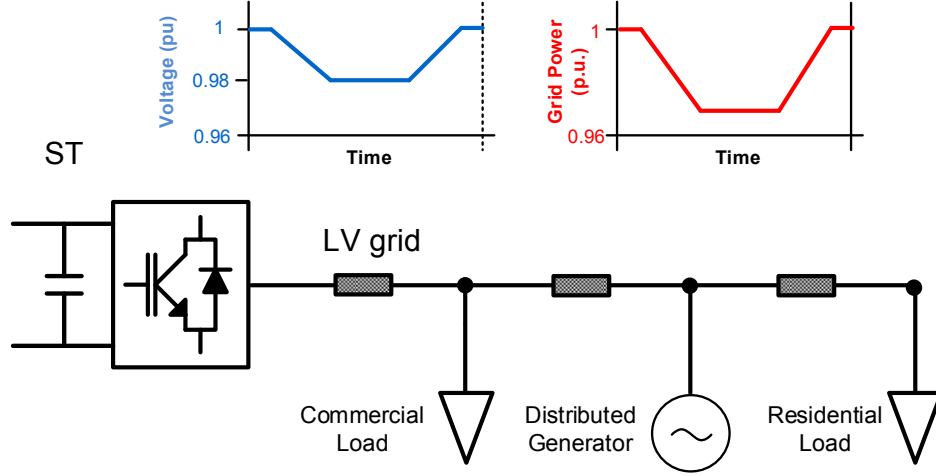 Voltage (pu)
1
0.98
0.96
Time
Grid Power
(p.u.)
1
0.96
Time
ST
LV grid
Commercial
Load
Distributed
Generator
Residential
Load